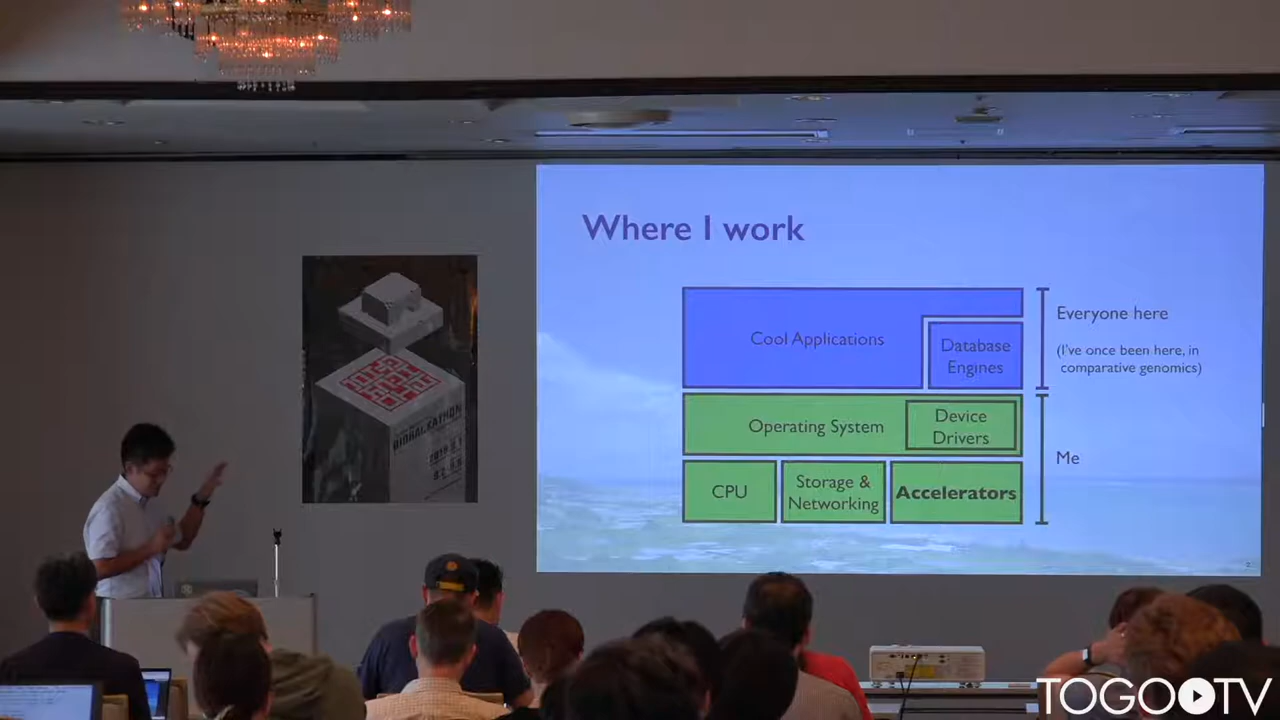 Where I work
Cool Applications
Database
Engines
Everyone here
(I've once been here, in
comparative genomics)
Operating System
Device
Drivers
Me
CPU
Storage &
Networking
Accelerators
BIOHACKATHON
TOGO TV